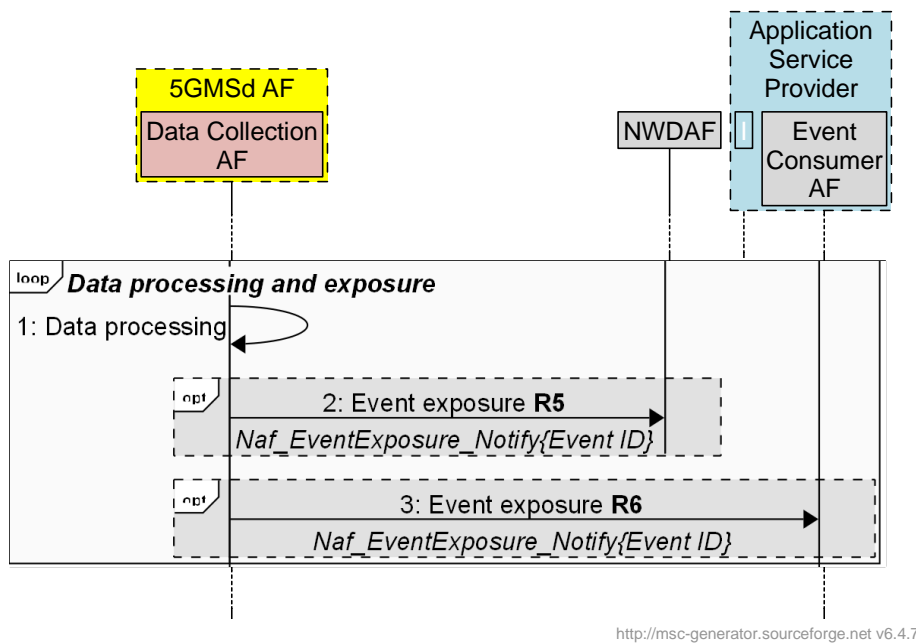 Application
Service
Provider
5GMSd AF
Data Collection
AF
NWDAF
Event
Consumer
AF
loop
Data processing and exposure
1: Data processing
opt
2: Event exposure R5
Naf_EventExposure_Notify{Event ID}
opt
3: Event exposure R6
Naf_EventExposure_Notify{Event ID}
http://msc-generator.sourceforge.net v6.4.7